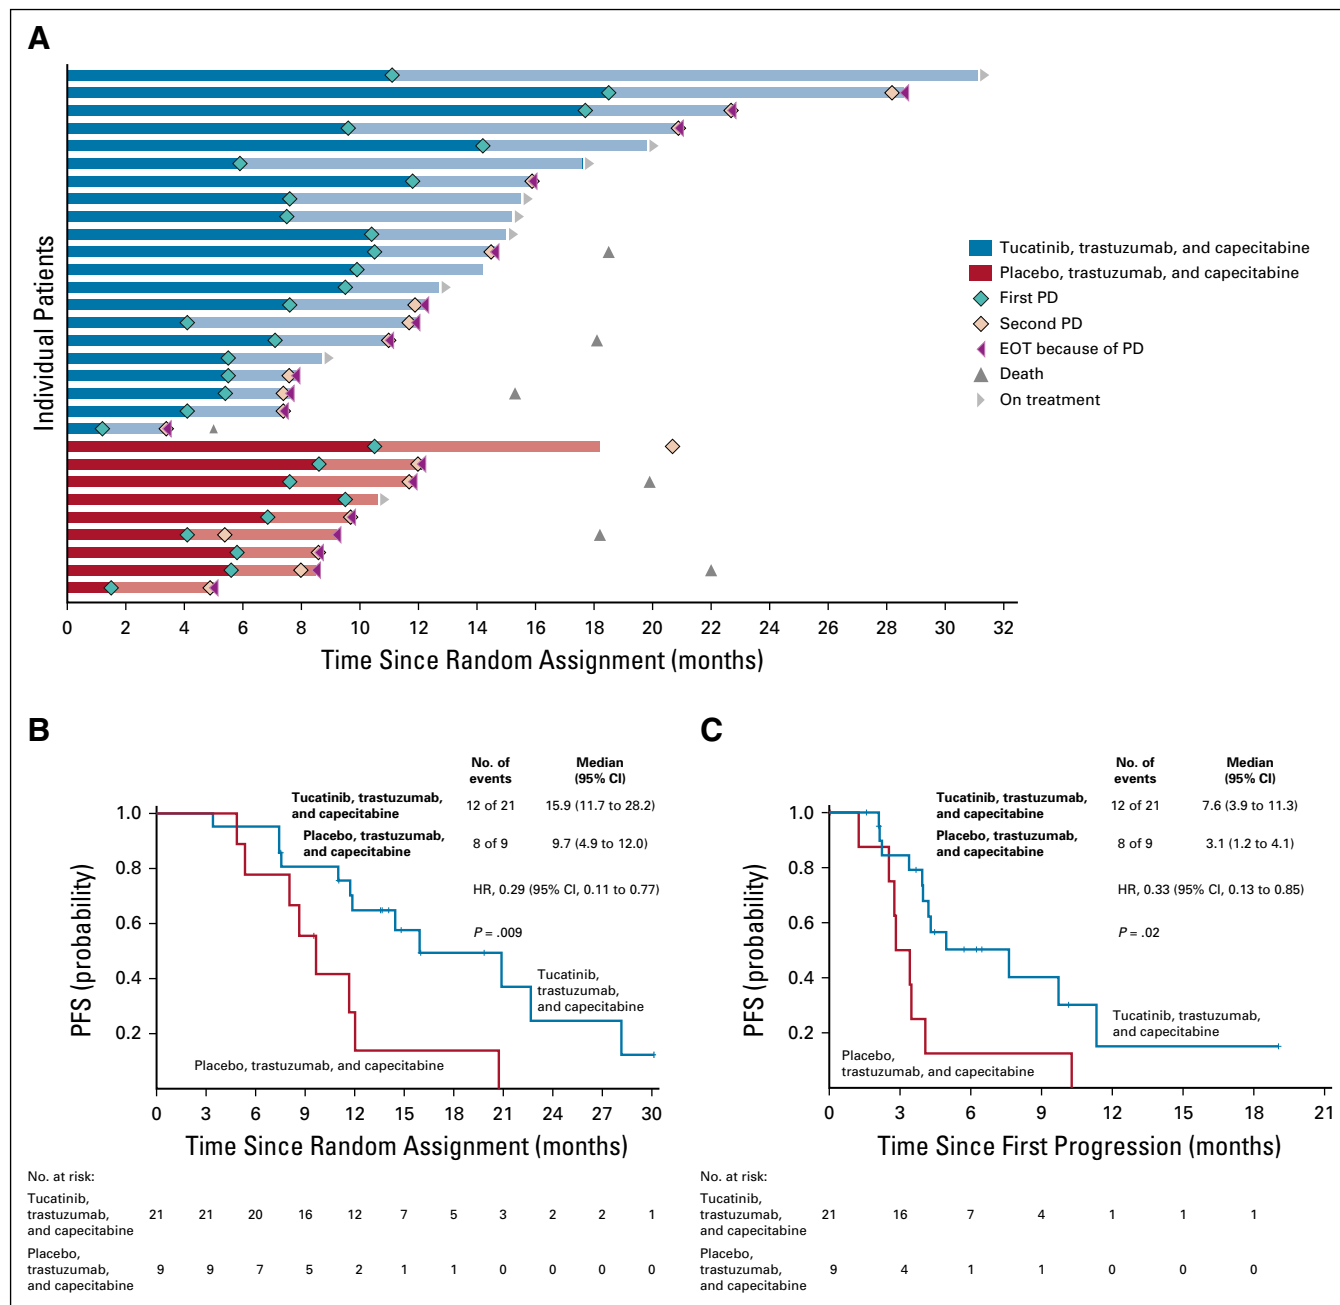 A
Individual Patients
Tucatinib, trastuzumab, and capecitabine
Placebo, trastuzumab, and capecitabine
First PD
Second PD
EOT because of PD
Death
On treatment
0 2 4 6 8 10 12 14 16 18 20 22 24 26 28 30 32
Time Since Random Assignment (months)
B
No. of
events
Median
(95% CI)
Tucatinib, trastuzumab,
and capecitabine
12 of 21
15.9 (11.7 to 28.2)
Placebo, trastuzumab,
and capecitabine
8 of 9
9.7 (4.9 to 12.0)
HR, 0.29 (95% CI, 0.11 to 0.77)
P = .009
PFS (probability)
1.0
0.8
0.6
0.4
0.2
Tucatinib,
trastuzumab,
and capecitabine
Placebo, trastuzumab, and capecitabine
0 3 6 9 12 15 18 21 24 27 30
Time Since Random Assignment (months)
No. at risk:
Tucatinib,
trastuzumab,
and capecitabine
21 21 20 16 12 7 5 3 2 2 1
Placebo,
trastuzumab,
and capecitabine
9 9 7 5 2 1 1 0 0 0 0
C
No. of
events
Median
(95% CI)
Tucatinib, trastuzumab,
and capecitabine
12 of 21
7.6 (3.9 to 11.3)
Placebo, trastuzumab,
and capecitabine
8 of 9
3.1 (1.2 to 4.1)
HR, 0.33 (95% CI, 0.13 to 0.85)
P = .02
PFS (probability)
1.0
0.8
0.6
0.4
0.2
Tucatinib, trastuzumab,
and capecitabine
Placebo,
trastuzumab, and capecitabine
0 3 6 9 12 15 18 21
Time Since First Progression (months)
No. at risk:
Tucatinib,
trastuzumab,
and capecitabine
21 16 7 4 1 1 1
Placebo,
trastuzumab,
and capecitabine
9 4 1 1 0 0 0